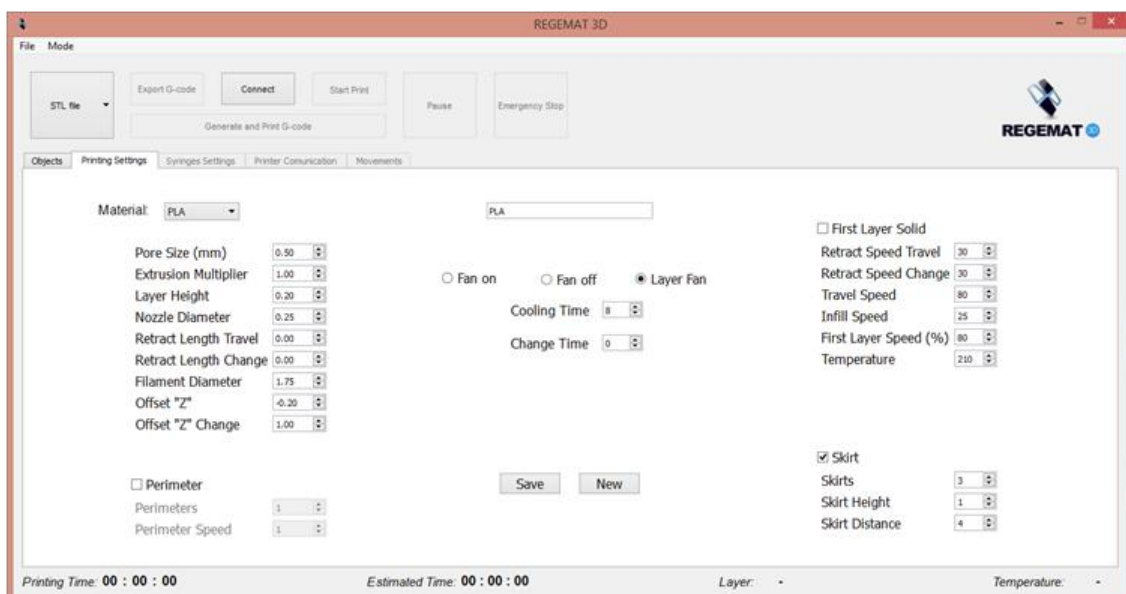 REGEMAT 3D
File Mode
STL file
Export G-code Connect Start Print
Pause Emergency Stop
Generate and Print G-code
REGEMAT 3D
Objects Printing Settings Syringes Settings Printer Comunication Movements
Material: PLA
PLA
Pore Size (mm) 0.50
Extrusion Multiplier 1.00
Layer Height 0.20
Nozzle Diameter 0.25
Retract Length Travel 0.00
Retract Length Change 0.00
Filament Diameter 1.75
Offset "Z" -0.20
Offset "Z" Change 1.00
Perimeter
Perimeters 1
Perimeter Speed 1
Fan on Fan off Layer Fan
Cooling Time 8
Change Time 0
Save New
First Layer Solid
Retract Speed Travel 30
Retract Speed Change 30
Travel Speed 80
Infill Speed 25
First Layer Speed (%) 80
Temperature 210
Skirt
Skirts 3
Skirt Height 1
Skirt Distance 4
Printing Time: 00 : 00 : 00 Estimated Time: 00 : 00 : 00 Layer: - Temperature: -